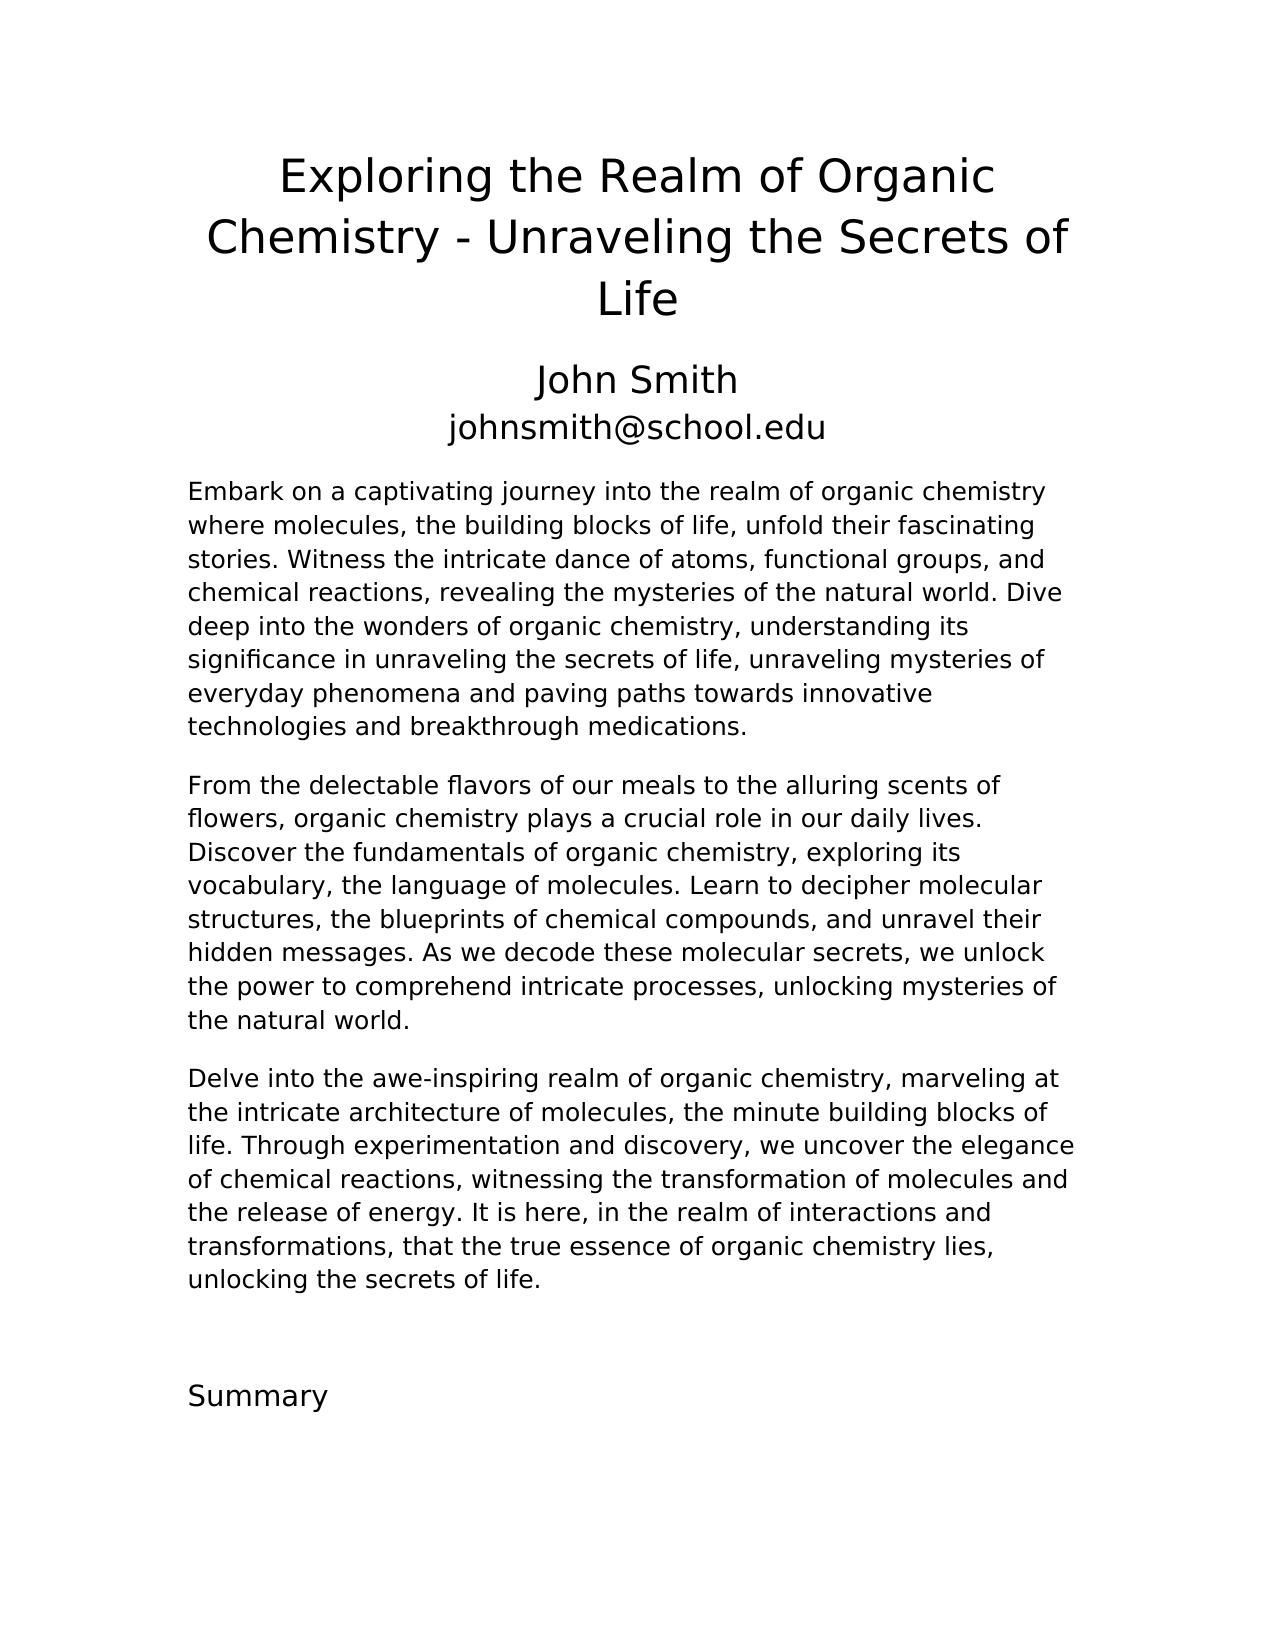 Exploring the Realm of Organic
Chemistry - Unraveling the Secrets of
Life
John Smith
johnsmith@school.edu
Embark on a captivating journey into the realm of organic chemistry
where molecules, the building blocks of life, unfold their fascinating
stories. Witness the intricate dance of atoms, functional groups, and
chemical reactions, revealing the mysteries of the natural world. Dive
deep into the wonders of organic chemistry, understanding its
significance in unraveling the secrets of life, unraveling mysteries of
everyday phenomena and paving paths towards innovative
technologies and breakthrough medications.
From the delectable flavors of our meals to the alluring scents of
flowers, organic chemistry plays a crucial role in our daily lives.
Discover the fundamentals of organic chemistry, exploring its
vocabulary, the language of molecules. Learn to decipher molecular
structures, the blueprints of chemical compounds, and unravel their
hidden messages. As we decode these molecular secrets, we unlock
the power to comprehend intricate processes, unlocking mysteries of
the natural world.
Delve into the awe-inspiring realm of organic chemistry, marveling at
the intricate architecture of molecules, the minute building blocks of
life. Through experimentation and discovery, we uncover the elegance
of chemical reactions, witnessing the transformation of molecules and
the release of energy. It is here, in the realm of interactions and
transformations, that the true essence of organic chemistry lies,
unlocking the secrets of life.
Summary